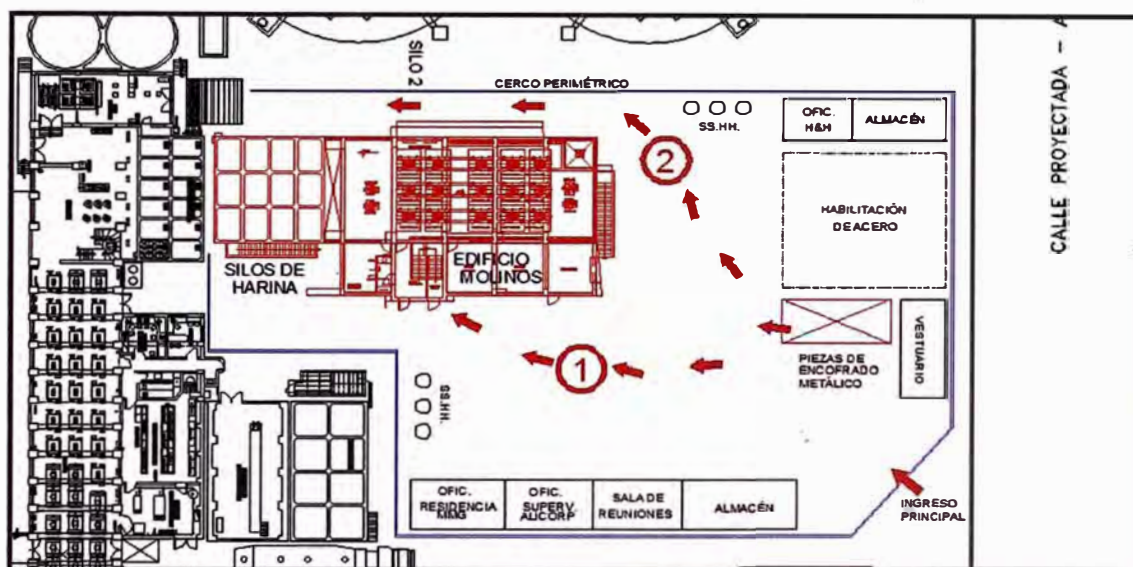 SILO 2
CERCO PERIMÉTRICO
SS.HH.
OFIC.
H&H
ALMACÉN
CALLE PROYECTADA -
2
HABILITACIÓN
DE ACERO
SILOS DE
HARINA
EDIFICIO
MOLINOS
1
PIEZAS DE
ENCOFRADO
METÁLICO
VESTUARIO
SS.HH.
OFIC.
RESIDENCIA
MMG
OFIC.
SUPERV.
ALICORP
SALA DE
REUNIONES
ALMACÉN
INGRESO
PRINCIPAL